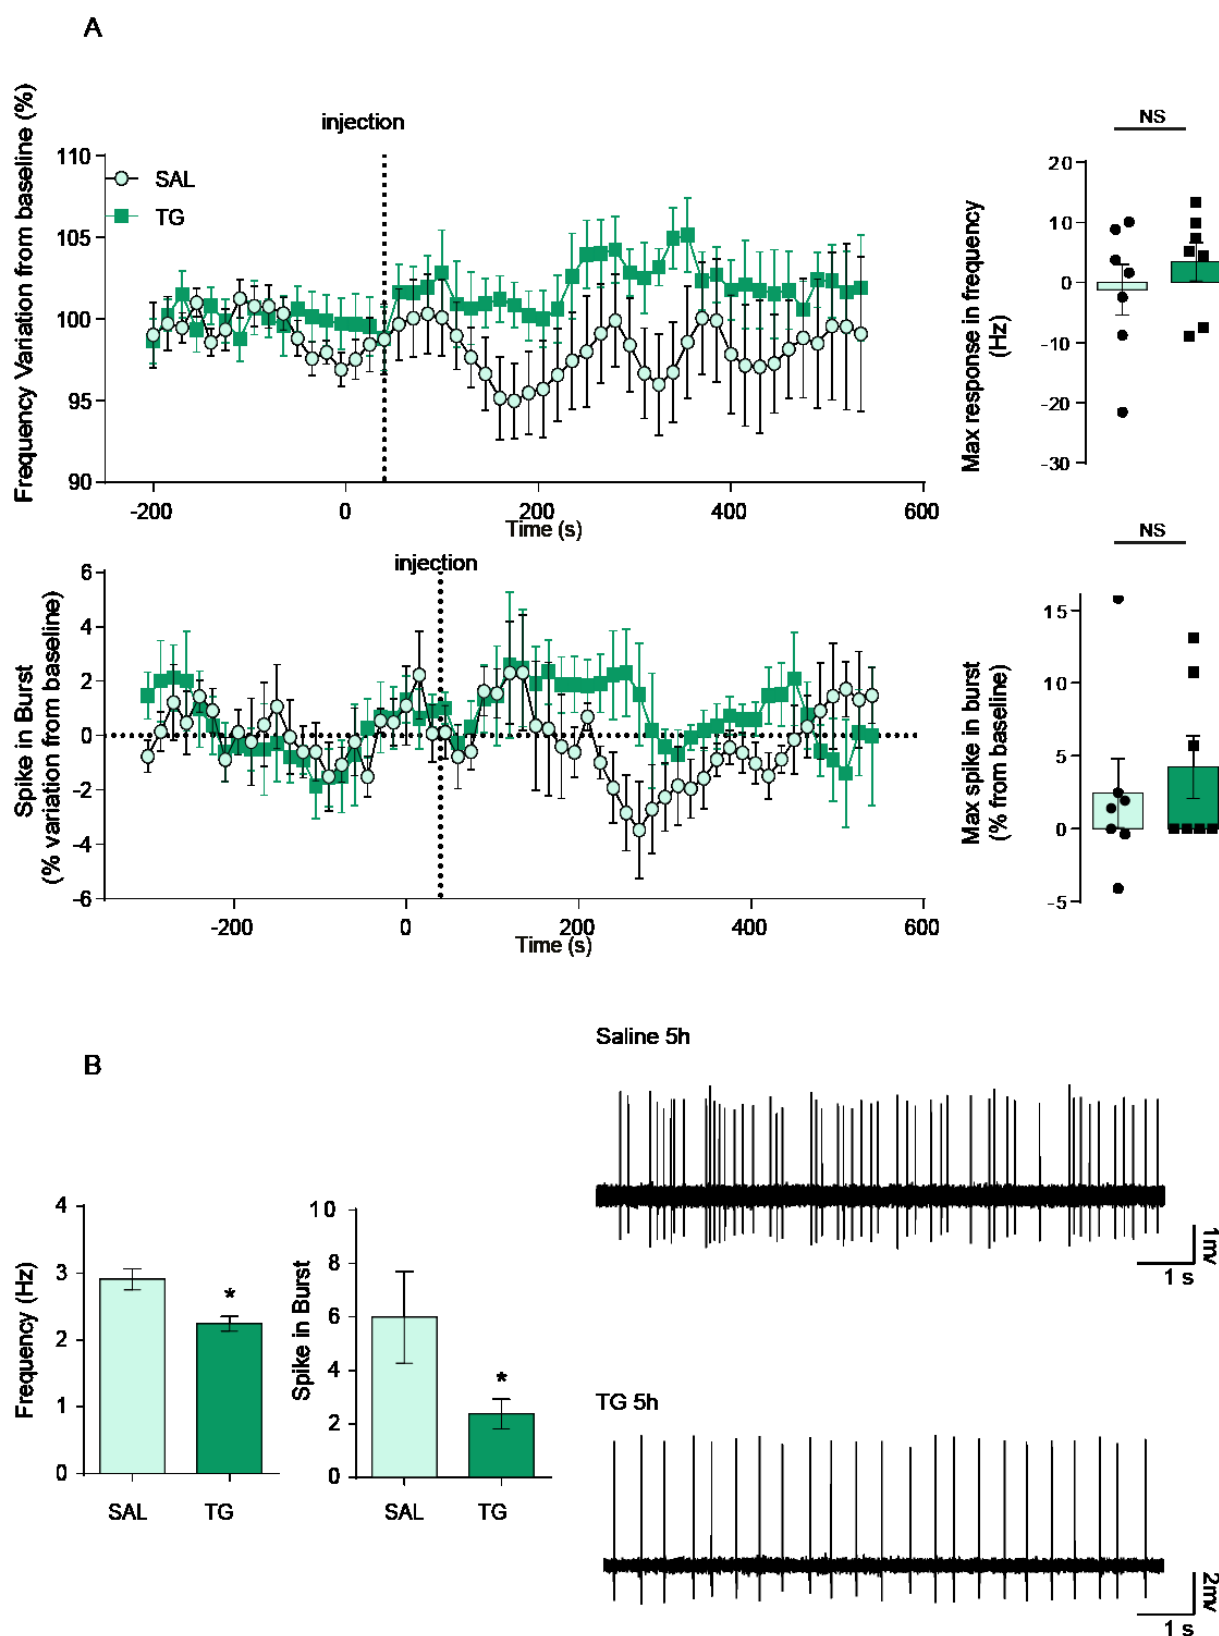 A
Frequency Variation from baseline (%)
injection
110
105
100
95
90
SAL
TG
-200
0
200
400
600
Time (s)
NS
Max response in frequency
(Hz)
20
10
0
-10
-20
-30
injection
Spike in Burst
(% variation from baseline)
6
4
2
0
-2
-4
-6
-200
0
200
400
600
Time (s)
NS
Max spike in burst
(% from baseline)
15
10
5
0
-5
B
Frequency (Hz)
4
3
2
1
0
*
SAL
TG
Spike in Burst
10
8
6
4
2
0
*
SAL
TG
Saline 5h
1mv
1 s
TG 5h
2mv
1 s